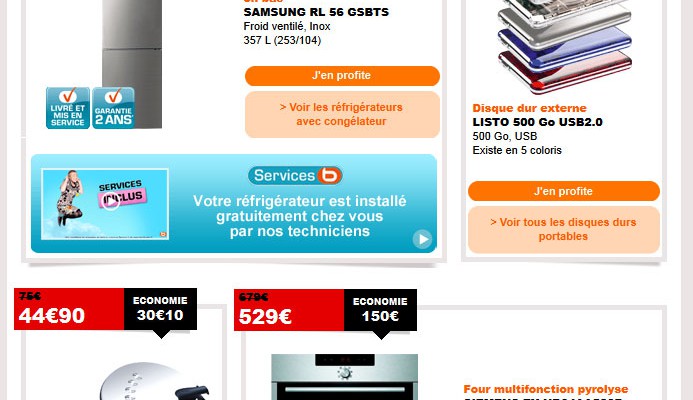 SAMSUNG RL 56 GSBTS
Froid ventilé, Inox
357 L (253/104)
J'en profite
> Voir les réfrigérateurs
avec congélateur
LIVRÉ ET
MIS EN
SERVICE
GARANTIE
2 ANS
Disque dur externe
LISTO 500 Go USB2.0
500 Go, USB
Existe en 5 coloris
J'en profite
> Voir tous les disques durs
portables
SERVICES
INCLUS
Services b
Votre réfrigérateur est installé
gratuitement chez vous
par nos techniciens
75€
44€90
ECONOMIE
30€10
679€
529€
ECONOMIE
150€
Four multifonction pyrolyse